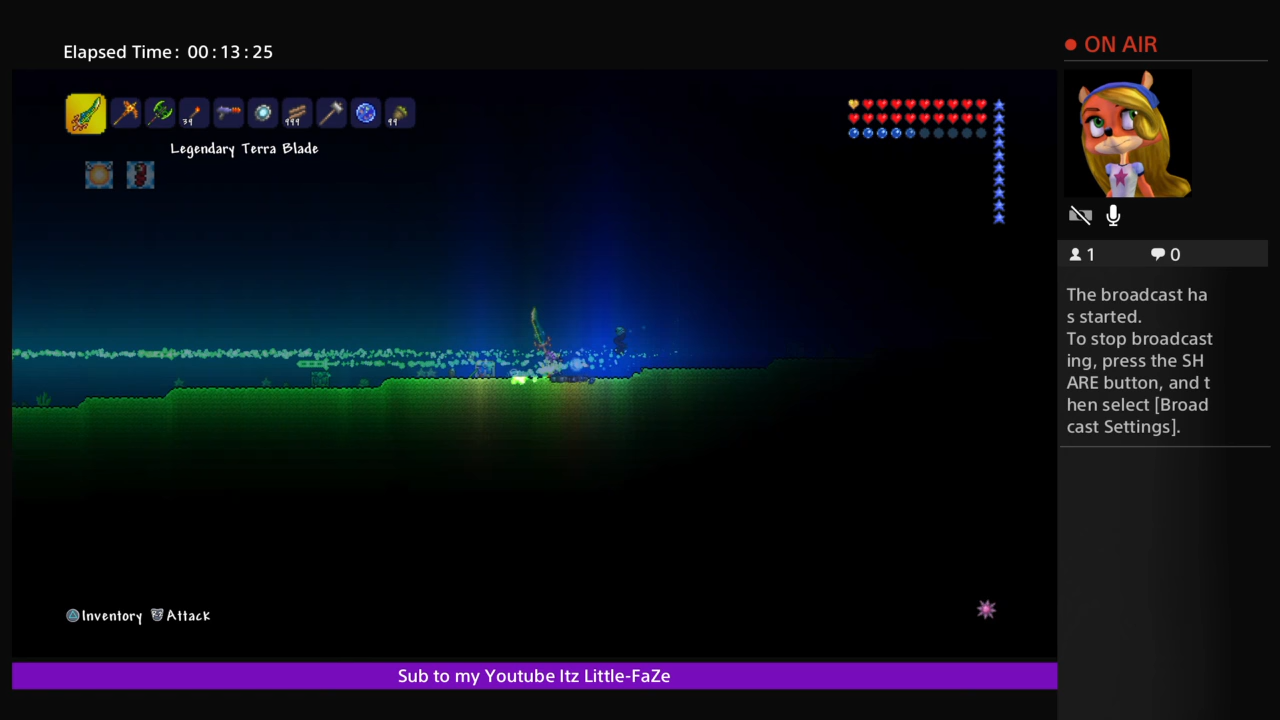 Elapsed Time: 00:13:25
ON AIR
39
999
99
Legendary Terra Blade
1
0
The broadcast ha
s started.
To stop broadcast
ing, press the SH
ARE button, and t
hen select [Broad
cast Settings].
Inventory Attack
Sub to my Youtube Itz Little-FaZe